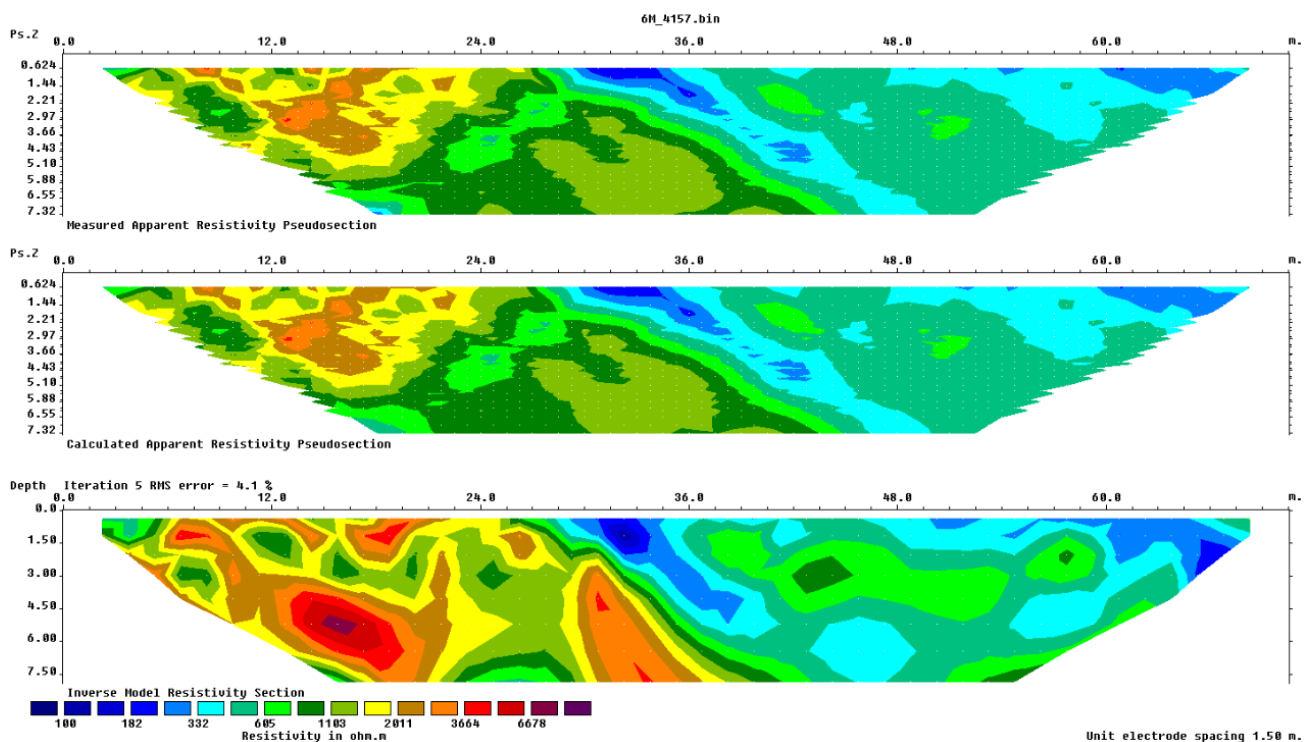 6M_4157.bin
Ps.Z 0.0 12.0 24.0 36.0 48.0 60.0 m.
0.624
1.44
2.21
2.97
3.66
4.43
5.10
5.88
6.55
7.32
Measured Apparent Resistivity Pseudosection
Ps.Z 0.0 12.0 24.0 36.0 48.0 60.0 m.
0.624
1.44
2.21
2.97
3.66
4.43
5.10
5.88
6.55
7.32
Calculated Apparent Resistivity Pseudosection
Depth Iteration 5 RMS error = 4.1 %
0.0 12.0 24.0 36.0 48.0 60.0 m.
0.0
1.50
3.00
4.50
6.00
7.50
Inverse Model Resistivity Section
100 182 332 605 1103 2011 3664 6678
Resistivity in ohm.m
Unit electrode spacing 1.50 m.